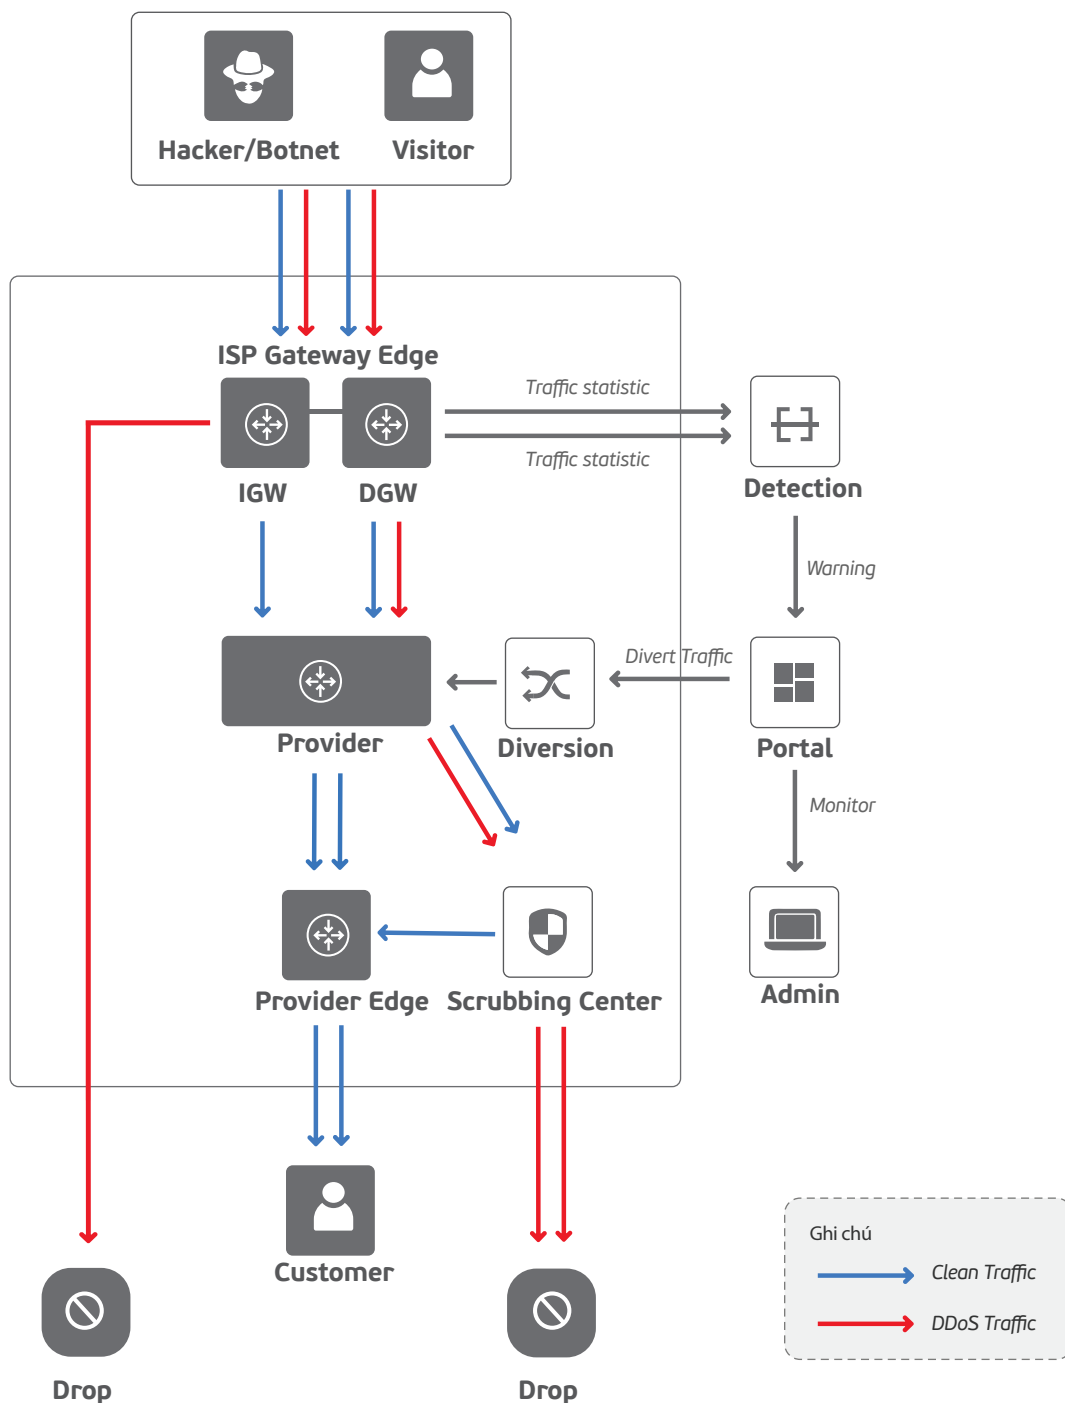 Hacker/Botnet
Visitor
ISP Gateway Edge
Traffic statistic
Traffic statistic
IGW
DGW
Detection
Warning
Divert Traffic
Provider
Diversion
Portal
Monitor
Provider Edge
Scrubbing Center
Admin
Customer
Ghi chú
Clean Traffic
DDoS Traffic
Drop
Drop